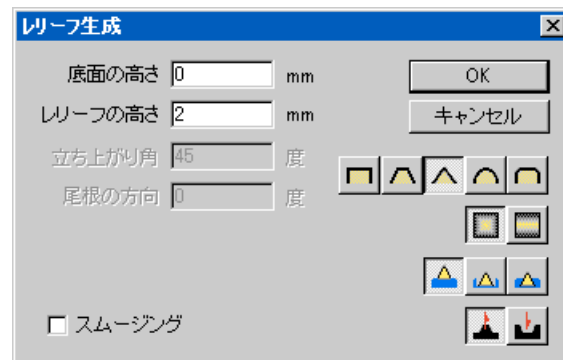 レリーフ生成
底面の高さ 0 mm
OK
レリーフの高さ 2 mm
キャンセル
立ち上がり角 45 度
尾根の方向 0 度
スムージング